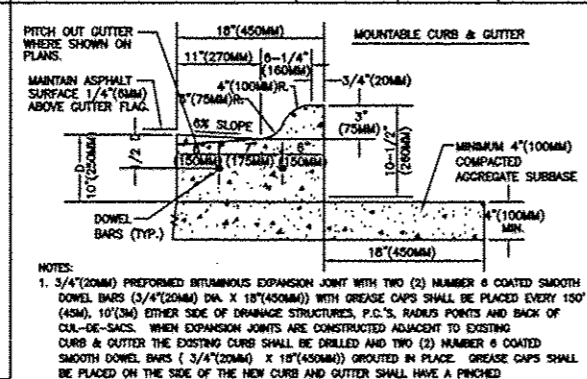 18"(450MM)
PITCH OUT GUTTER
WHERE SHOWN ON
PLANS.
MOUNTABLE CURB & GUTTER
11"(270MM)
6-1/4"
(160MM)
4"(100MM)R.
3/4"(20MM)
MAINTAIN ASPHALT
SURFACE 1/4"(6MM)
ABOVE GUTTER FLAG.
3"(75MM)R.
3"
(75MM)
6% SLOPE
10-1/2"
(260MM)
D
10"(250MM)
D/2
6"
(150MM)
7"
(175MM)
6"
(150MM)
MINIMUM 4"(100MM)
COMPACTED
AGGREGATE SUBBASE
DOWEL
BARS (TYP.)
4"(100MM)
MIN.
18"(450MM)
NOTES:
1. 3/4"(20MM) PREFORMED BITUMINOUS EXPANSION JOINT WITH TWO (2) NUMBER 6 COATED SMOOTH
DOWEL BARS (3/4"(20MM) DIA. X 18"(450MM)) WITH GREASE CAPS SHALL BE PLACED EVERY 150'
(45M), 10'(3M) EITHER SIDE OF DRAINAGE STRUCTURES, P.C.'S, RADIUS POINTS AND BACK OF
CUL-DE-SACS. WHEN EXPANSION JOINTS ARE CONSTRUCTED ADJACENT TO EXISTING
CURB & GUTTER THE EXISTING CURB SHALL BE DRILLED AND TWO (2) NUMBER 6 COATED
SMOOTH DOWEL BARS ( 3/4"(20MM) X 18"(450MM)) GROUTED IN PLACE. GREASE CAPS SHALL
BE PLACED ON THE SIDE OF THE NEW CURB AND GUTTER SHALL HAVE A PINCHED